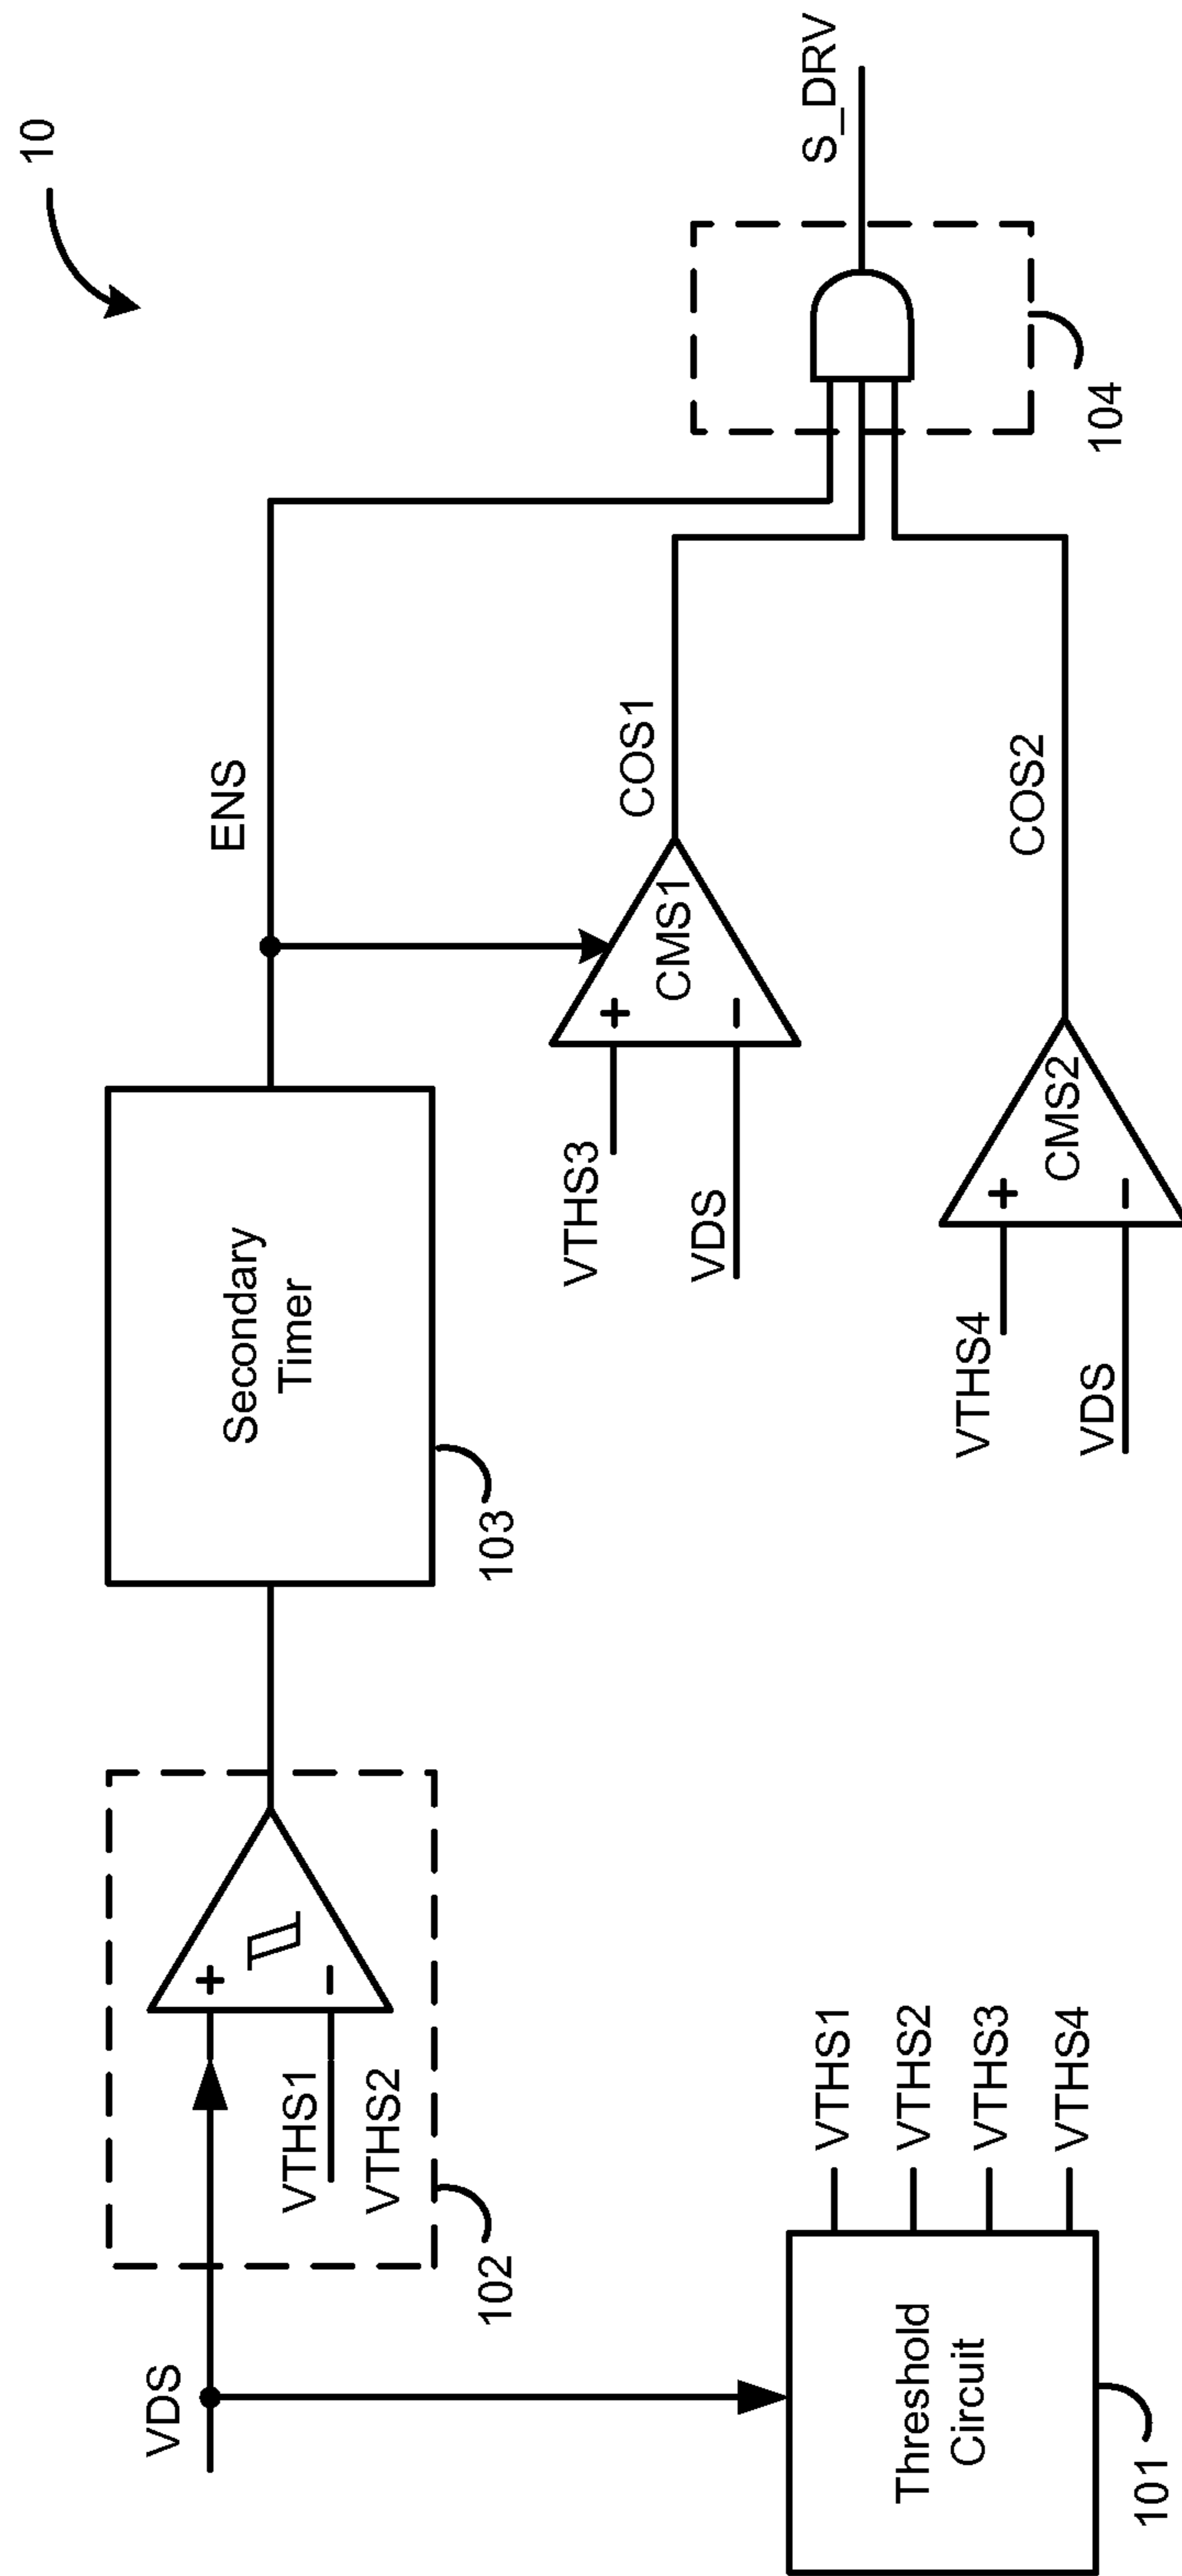 10
VDS
VTHS1
VTHS2
102
Secondary
Timer
103
ENS
VTHS3
VDS
+
−
CMS1
COS1
VTHS4
VDS
+
−
CMS2
COS2
S_DRV
104
+
−
Threshold
Circuit
101
VTHS1
VTHS2
VTHS3
VTHS4